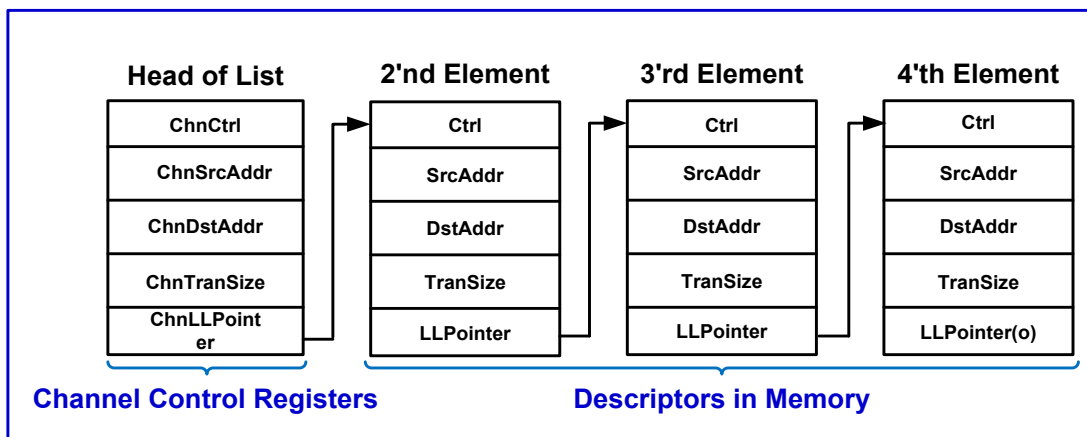 Head of List
2'nd Element
3'rd Element
4'th Element
ChnCtrl
ChnSrcAddr
ChnDstAddr
ChnTranSize
ChnLLPoint
er
Ctrl
SrcAddr
DstAddr
TranSize
LLPointer
Ctrl
SrcAddr
DstAddr
TranSize
LLPointer
Ctrl
SrcAddr
DstAddr
TranSize
LLPointer(o)
Channel Control Registers
Descriptors in Memory